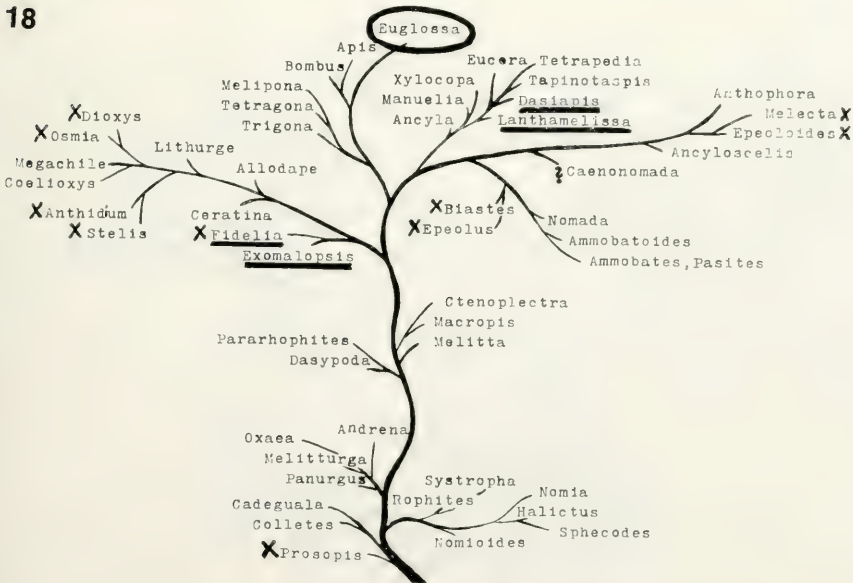 18
Euglossa
Apis
Bombus
Melipona
Tetragona
Trigona
Eucera Tetrapedia
Xylocopa Tapinotaspis
Manuelia Dasiapis
Ancyla Lanthamelissa
Anthophora
Melecta X
Epeoloides X
Ancyloscelis
? Caenonomada
X Dioxys
X Osmia
Lithurge
Megachile
Coelioxys
Allodape
X Anthidium
X Stelis
Ceratina
X Fidelia
Exomalopsis
X Biastes
X Epeolus
Nomada
Ammobatoides
Ammobates, Pasites
Ctenoplectra
Macropis
Melitta
Pararhophites
Dasypoda
Andrena
Oxaea
Melitturga
Panurgus
Systropha
Rophites
Nomia
Halictus
Sphecodes
Nomioides
Cadeguala
Colletes
X Prosopis